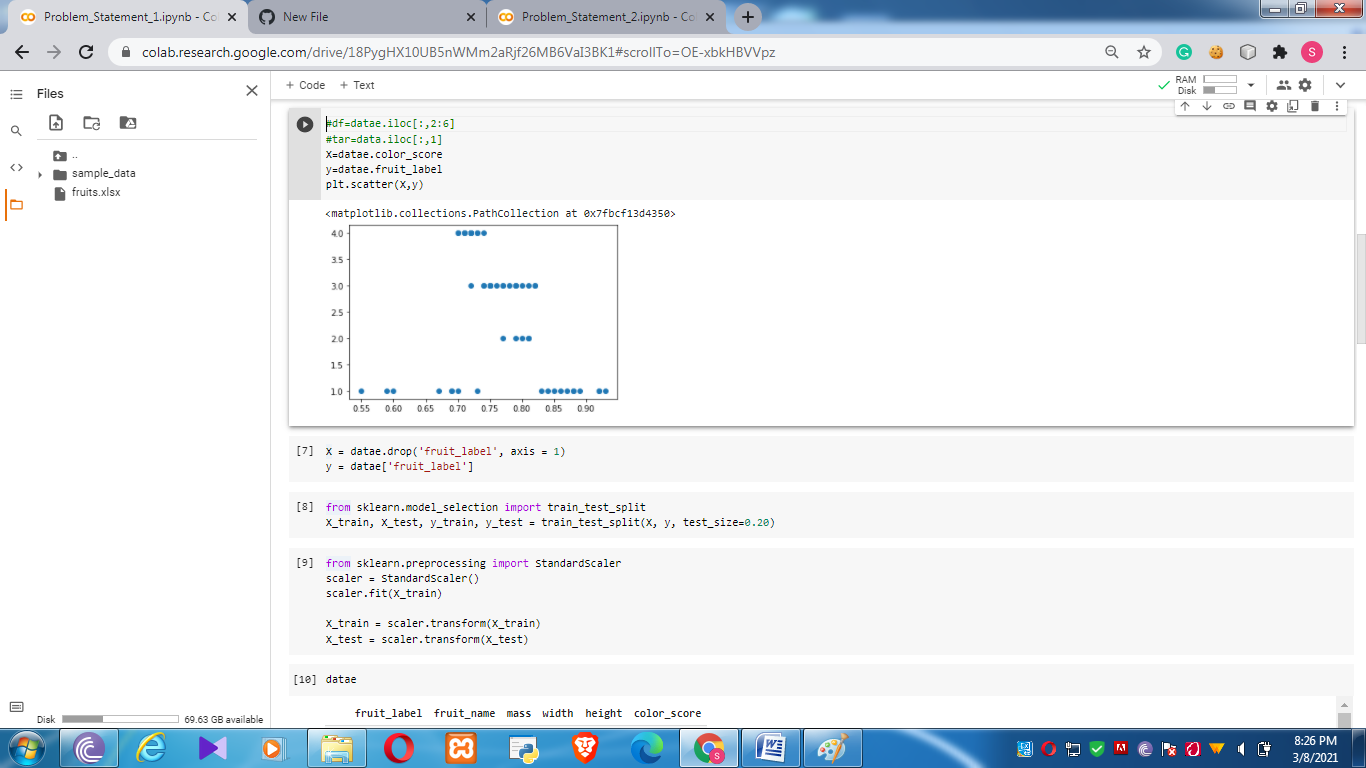 Problem_Statement_1.ipynb - Co
New File
Problem_Statement_2.ipynb - Co
colab.research.google.com/drive/18PygHX10UB5nWMm2aRjf26MB6VaI3BK1#scrollTo=OE-xbkHBVVpz
S
Files
+ Code + Text
RAM
Disk
..
sample_data
fruits.xlsx
#df=datae.iloc[:,2:6]
#tar=data.iloc[:,1]
X=datae.color_score
y=datae.fruit_label
plt.scatter(X,y)
<matplotlib.collections.PathCollection at 0x7fbcf13d4350>
4.0
3.5
3.0
2.5
2.0
1.5
1.0
0.55 0.60 0.65 0.70 0.75 0.80 0.85 0.90
[7] X = datae.drop('fruit_label', axis = 1)
y = datae['fruit_label']
[8] from sklearn.model_selection import train_test_split
X_train, X_test, y_train, y_test = train_test_split(X, y, test_size=0.20)
[9] from sklearn.preprocessing import StandardScaler
scaler = StandardScaler()
scaler.fit(X_train)
X_train = scaler.transform(X_train)
X_test = scaler.transform(X_test)
[10] datae
fruit_label fruit_name mass width height color_score
Disk 69.63 GB available
8:26 PM
3/8/2021